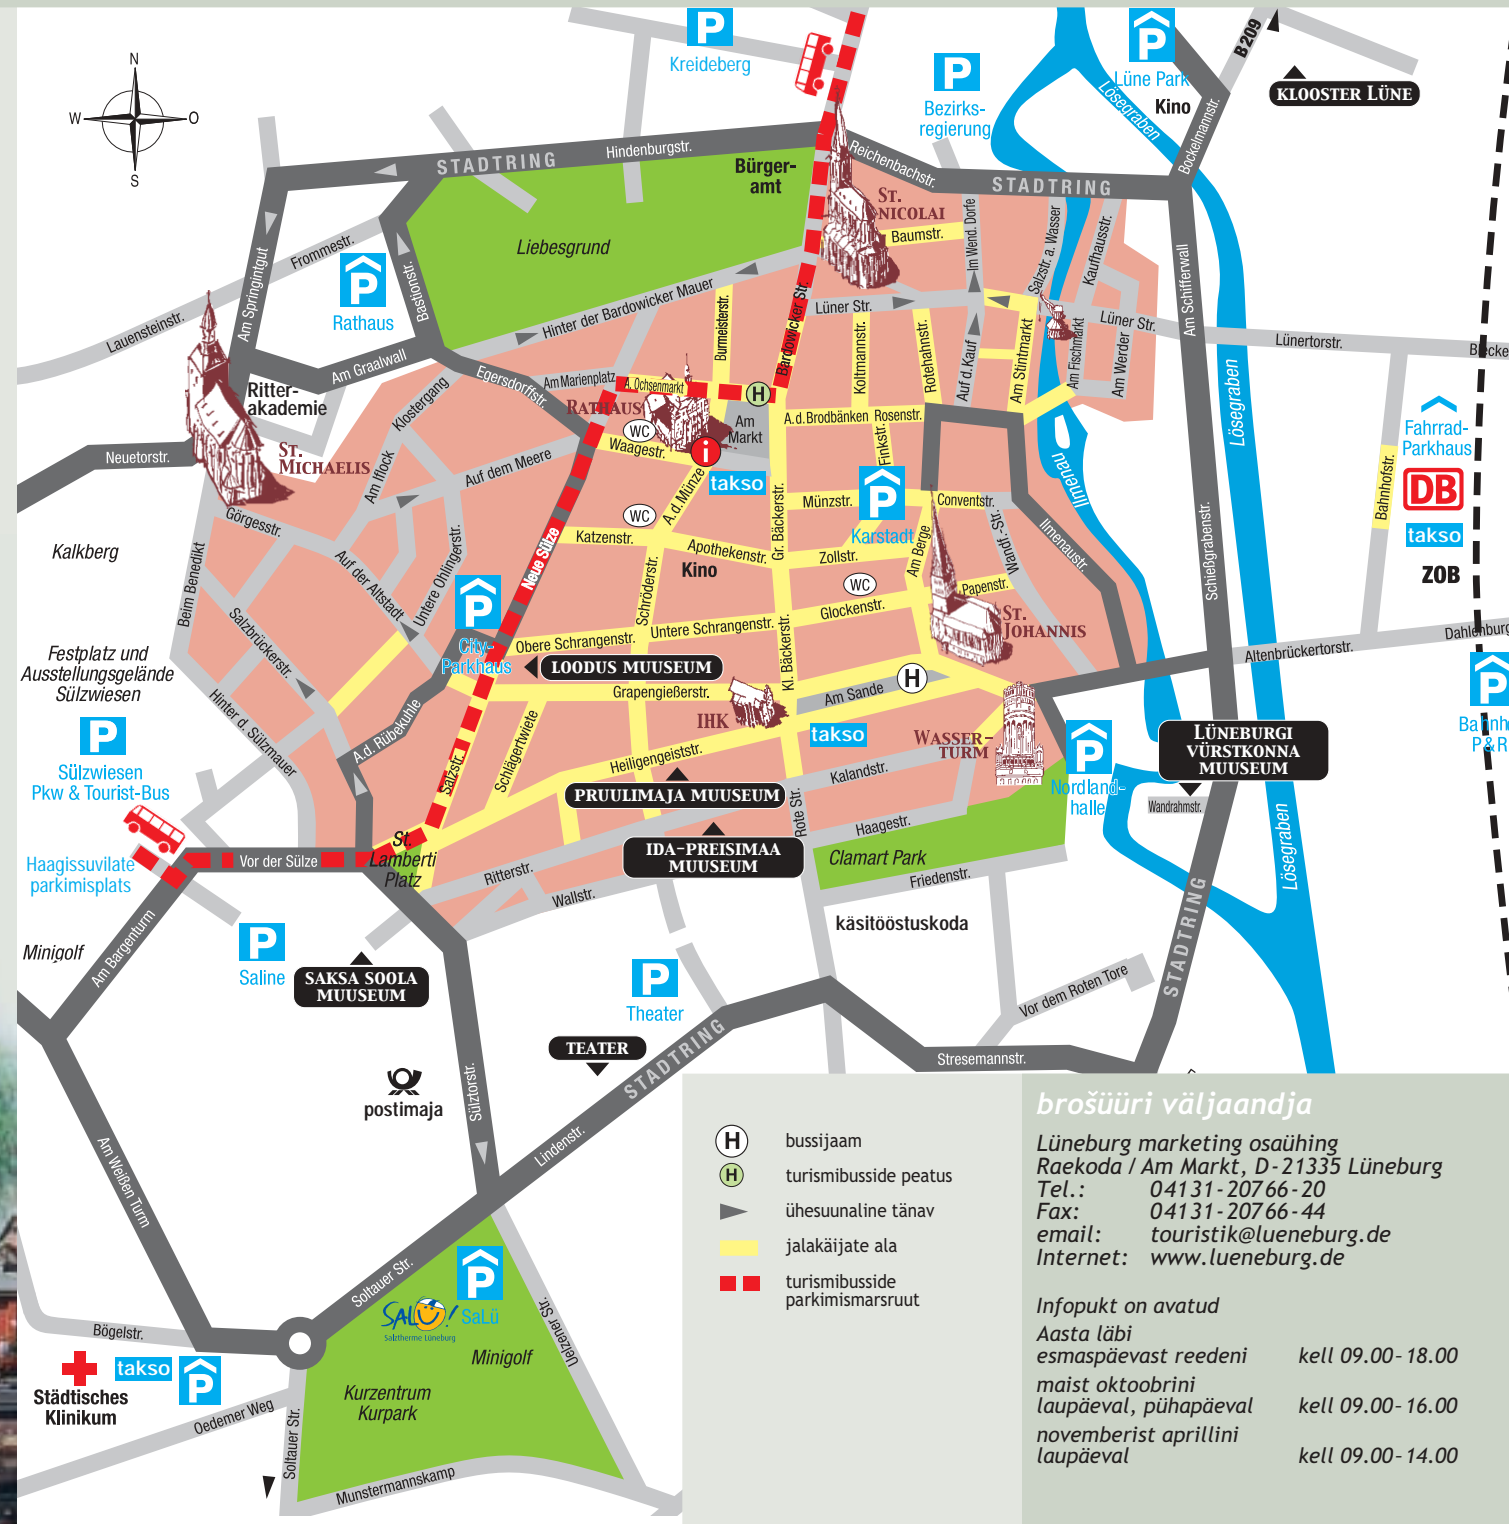 Kreideberg
B 209
Lüne Park
Kino
KLOOSTER LÜNE
Bezirks-
regierung
Lösegraben
Bockelmannstr.
N
W
O
S
STADTRING
Hindenburgstr.
Bürger-
amt
Reichenbachstr.
STADTRING
ST.
NICOLAI
Baumstr.
Im Wend. Dorfe
Salzstr. a. Wasser
Kaufhausstr.
Liebesgrund
Frommestr.
Am Springintgut
Bastionstr.
Rathaus
Lauensteinstr.
Hinter der Bardowicker Mauer
Burmeisterstr.
Bardowicker Str.
Lüner Str.
Koltmannstr.
Rotehahnstr.
Auf d. Kauf
Am Stintmarkt
Am Fischmarkt
Am Werder
Lüner Str.
Am Schifferwall
Lünertorstr.
Am Graalwall
Ritter-
akademie
Klostergang
Egersdorffstr.
Am Marienplatz
A. Ochsenmarkt
RATHAUS
H
Am
Markt
A.d.Brodbänken
Rosenstr.
Finkstr.
WC
Waagestr.
i
takso
Neuetorstr.
ST.
MICHAELIS
Am Iflock
Auf dem Meere
A.d.Münze
Gr. Bäckerstr.
Münzstr.
Karstadt
Conventstr.
Ilmenau
Lösegraben
Fahrrad-
Parkhaus
DB
takso
ZOB
Bahnhofstr.
Görgesstr.
Kalkberg
Beim Benedikt
Auf der Altstadt
Untere Ohlingerstr.
Neue Sülze
WC
Katzenstr.
Apothekenstr.
Kino
Schröderstr.
Zollstr.
WC
Glockenstr.
Am Berge
Wandf.-Str.
Ilmenaustr.
Papenstr.
ST.
JOHANNIS
Schießgrabenstr.
Altenbrückertorstr.
Festplatz und
Ausstellungsgelände
Sülzwiesen
Salzbrückerstr.
Hinter d. Sülzmauer
City-
Parkhaus
Obere Schrangenstr.
Untere Schrangenstr.
LOODUS MUUSEUM
Kl. Bäckerstr.
Grapengießerstr.
IHK
Am Sande
H
takso
WASSER-
TURM
Nordland-
halle
LÜNEBURGI
VÜRSTKONNA
MUUSEUM
Wandrahmstr.
P&R
Sülzwiesen
Pkw & Tourist-Bus
A.d. Rübekuhle
Salzstr.
Schlägertwiete
Heiligengeiststr.
PRUULIMAJA MUUSEUM
IDA-PREISIMAA
MUUSEUM
Kalandstr.
Rote Str.
Haagestr.
Clamart Park
Friedenstr.
käsitööstuskoda
Lösegraben
Haagissuvilate
parkimisplats
Vor der Sülze
St.
Lamberti
Platz
Ritterstr.
Wallstr.
Minigolf
Am Bargenturm
Saline
SAKSA SOOLA
MUUSEUM
Theater
TEATER
STADTRING
Vor dem Roten Tore
STADTRING
Stresemannstr.
postimaja
Sülztorstr.
Lindenstr.
Am Weißen Turm
Soltauer Str.
SALÜ!
Salztherme Lüneburg
SaLü
Minigolf
Uelzener Str.
Kurzentrum
Kurpark
Bögelstr.
takso
Städtisches
Klinikum
Oedemer Weg
Soltauer Str.
Munstermannskamp
H bussijaam
H turismibusside peatus
ühesuunaline tänav
jalakäijate ala
turismibusside
parkimismarsruut
brošüüri väljaandja
Lüneburg marketing osaühing
Raekoda / Am Markt, D-21335 Lüneburg
Tel.: 04131-20766-20
Fax: 04131-20766-44
email: touristik@lueneburg.de
Internet: www.lueneburg.de
Infopukt on avatud
Aasta läbi
esmaspäevast reedeni kell 09.00-18.00
maist oktoobrini
laupäeval, pühapäeval kell 09.00-16.00
novemberist aprillini
laupäeval kell 09.00-14.00